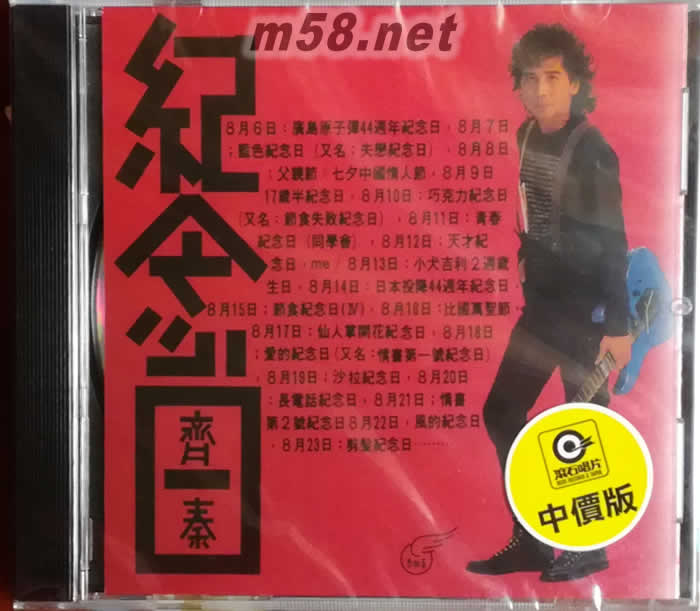 m58.net
紀念日
齊秦
8月6日：廣島原子彈44週年紀念日，8月7日
；藍色紀念日（又名；失戀紀念日），8月8日
；父親節／七夕中國情人節，8月9日
17歲半紀念日，8月10日：巧克力紀念日
（又名：節食失敗紀念日），8月11日：青春
紀念日（同學會），8月12日：天才紀
念日，me／8月13日：小犬吉利2週歲
生日，8月14日：日本投降44週年紀念日，
8月15日：節食紀念日(IV)，8月16日：比國萬聖節，
8月17日：仙人掌開花紀念日，8月18日
；愛的紀念日（又名：情書第一號紀念日）
，8月19日；沙拉紀念日，8月20日
：長電話紀念日，8月21日；情書
第2號紀念日8月22日，風的紀念日
，8月23日：剪髮紀念日………
滾石唱片
ROCK RECORDS & TAPES
中價版